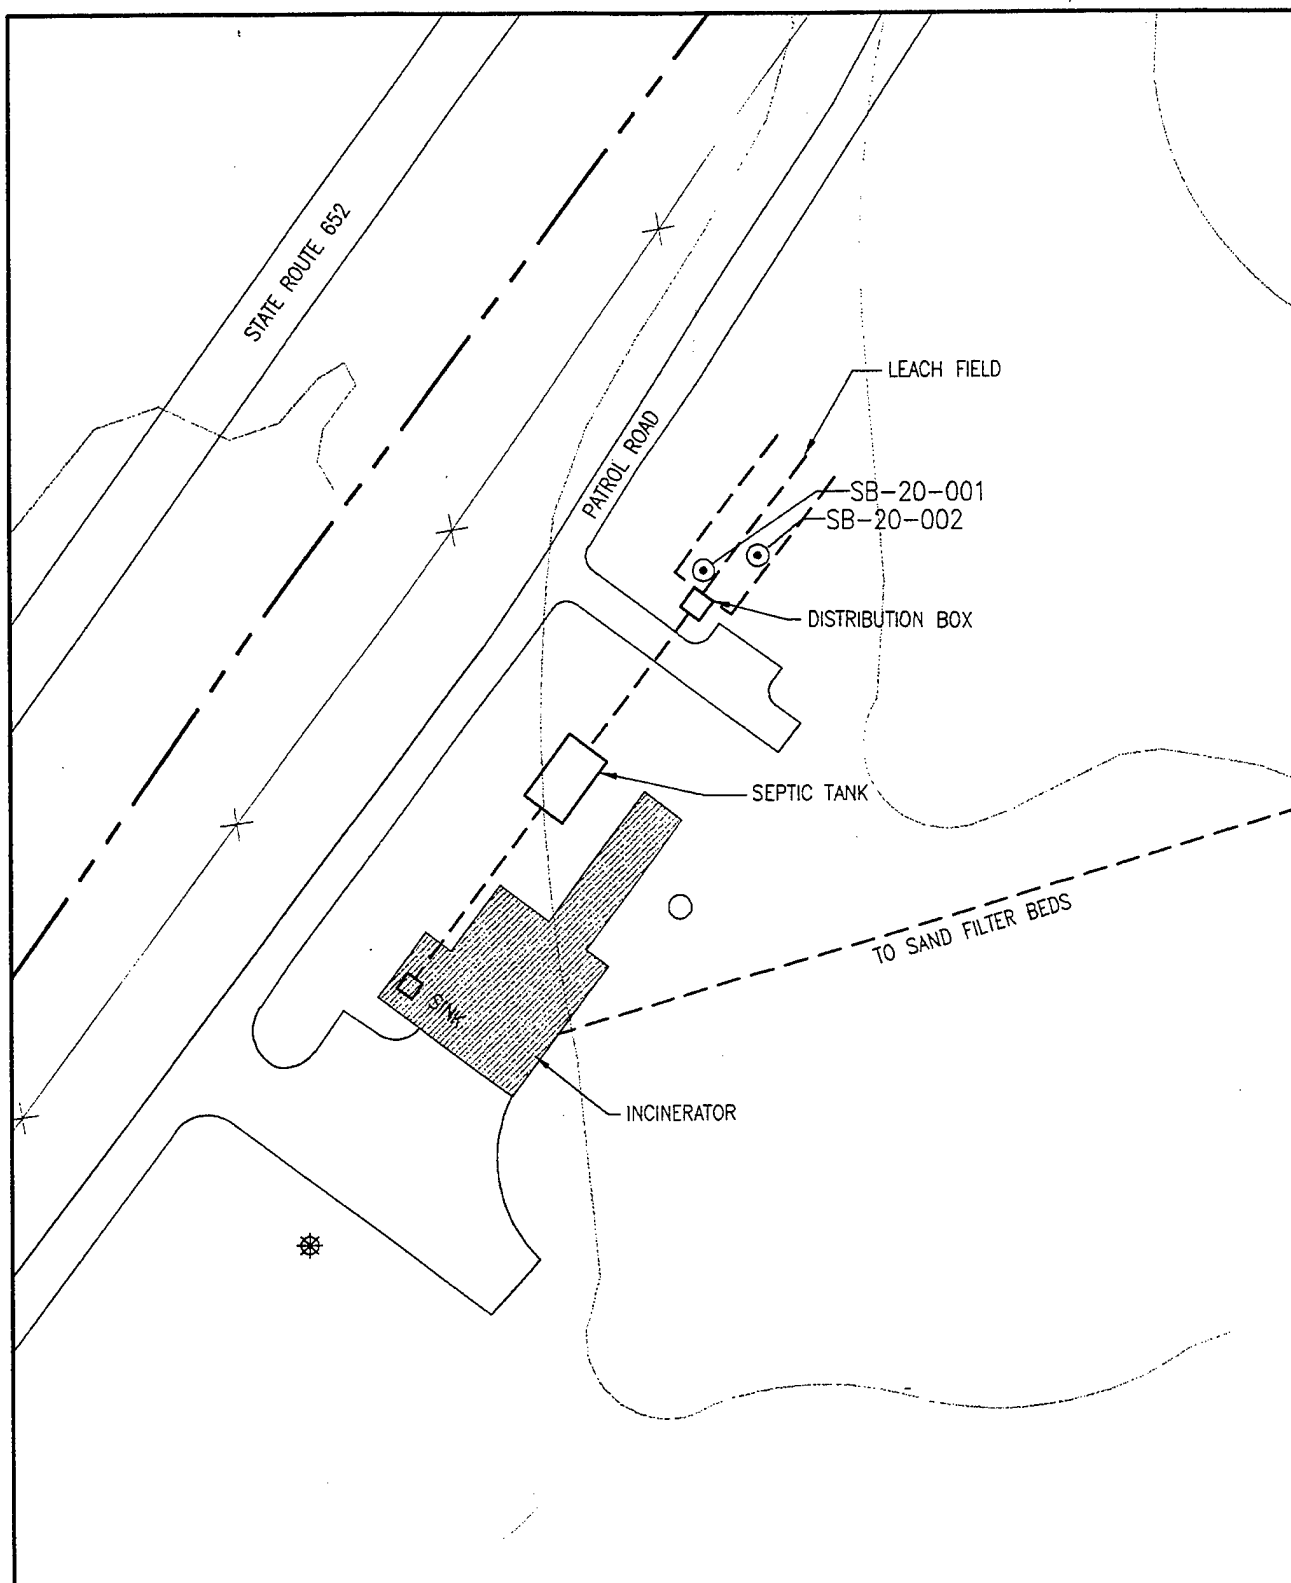 STATE ROUTE 652
LEACH FIELD
PATROL ROAD
SB-20-001
SB-20-002
DISTRIBUTION BOX
SEPTIC TANK
TO SAND FILTER BEDS
SINK
INCINERATOR